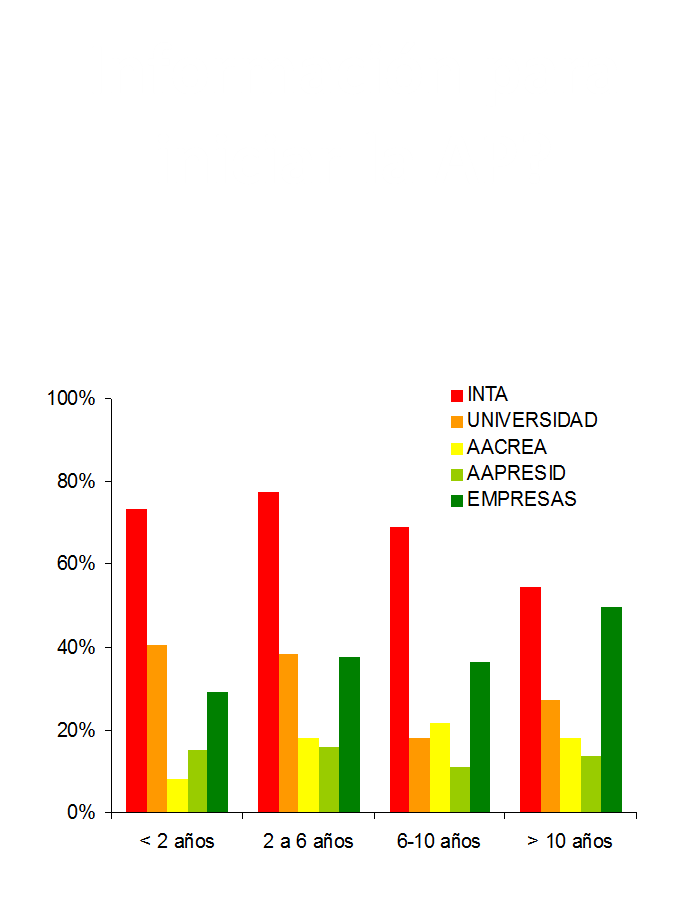 100%
80%
60%
40%
20%
0%
INTA
UNIVERSIDAD
AACREA
AAPRESID
EMPRESAS
< 2 años 2 a 6 años 6-10 años > 10 años